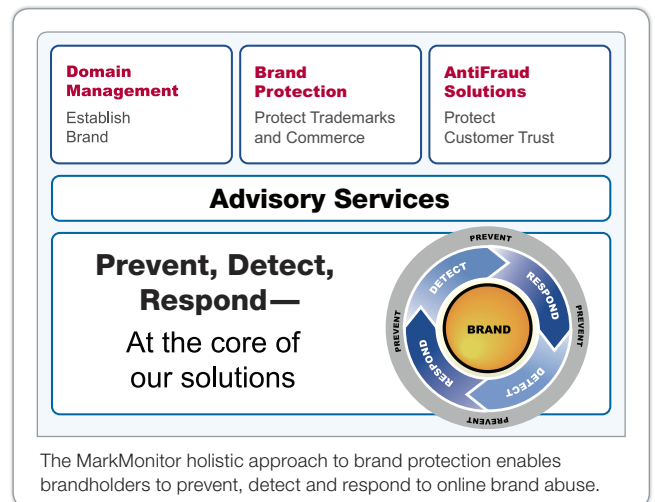 Domain
Management
Establish
Brand
Brand
Protection
Protect Trademarks
and Commerce
AntiFraud
Solutions
Protect
Customer Trust
Advisory Services
Prevent, Detect,
Respond—
At the core of
our solutions
PREVENT
DETECT
RESPOND
PREVENT
BRAND
PREVENT
RESPOND
DETECT
PREVENT
The MarkMonitor holistic approach to brand protection enables
brandholders to prevent, detect and respond to online brand abuse.